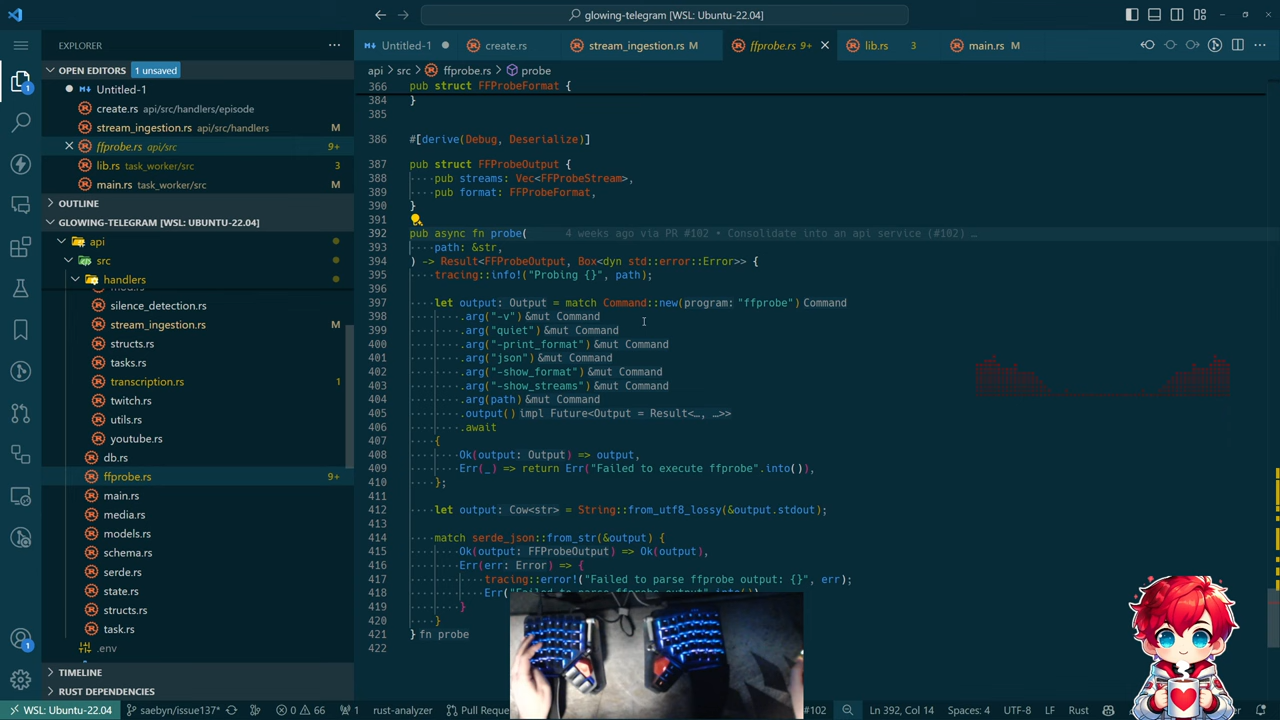 glowing-telegram [WSL: Ubuntu-22.04]
EXPLORER
OPEN EDITORS 1 unsaved
Untitled-1
create.rs api/src/handlers/episode
stream_ingestion.rs api/src/handlers M
ffprobe.rs api/src 9+
lib.rs task_worker/src 3
main.rs task_worker/src M
OUTLINE
GLOWING-TELEGRAM [WSL: UBUNTU-22.04]
api
src
handlers
silence_detection.rs
stream_ingestion.rs M
structs.rs
tasks.rs
transcription.rs 1
twitch.rs
utils.rs
youtube.rs
db.rs
ffprobe.rs 9+
main.rs
media.rs
models.rs
schema.rs
serde.rs
state.rs
structs.rs
task.rs
.env
TIMELINE
RUST DEPENDENCIES
Untitled-1 create.rs stream_ingestion.rs M ffprobe.rs 9+ lib.rs 3 main.rs M
api > src > ffprobe.rs > probe
366 pub struct FFProbeFormat {
384 }
385
386 #[derive(Debug, Deserialize)]
387 pub struct FFProbeOutput {
388 pub streams: Vec<FFProbeStream>,
389 pub format: FFProbeFormat,
390 }
391
392 pub async fn probe( 4 weeks ago via PR #102 • Consolidate into an api service (#102) …
393 path: &str,
394 ) -> Result<FFProbeOutput, Box<dyn std::error::Error>> {
395 tracing::info!("Probing {}", path);
396
397 let output: Output = match Command::new(program: "ffprobe") Command
398 .arg("-v") &mut Command
399 .arg("quiet") &mut Command
400 .arg("-print_format") &mut Command
401 .arg("json") &mut Command
402 .arg("-show_format") &mut Command
403 .arg("-show_streams") &mut Command
404 .arg(path) &mut Command
405 .output() impl Future<Output = Result<…, …>>
406 .await
407 {
408 Ok(output: Output) => output,
409 Err(_) => return Err("Failed to execute ffprobe".into()),
410 };
411
412 let output: Cow<str> = String::from_utf8_lossy(&output.stdout);
413
414 match serde_json::from_str(&output) {
415 Ok(output: FFProbeOutput) => Ok(output),
416 Err(err: Error) => {
417 tracing::error!("Failed to parse ffprobe output: {}", err);
418 Err("Failed to parse ffprobe output".into())
419 }
420 }
421 } fn probe
422
WSL: Ubuntu-22.04 saebyn/issue137* 0 66 1 rust-analyzer Pull Requ #102 Ln 392, Col 14 Spaces: 4 UTF-8 LF Rust